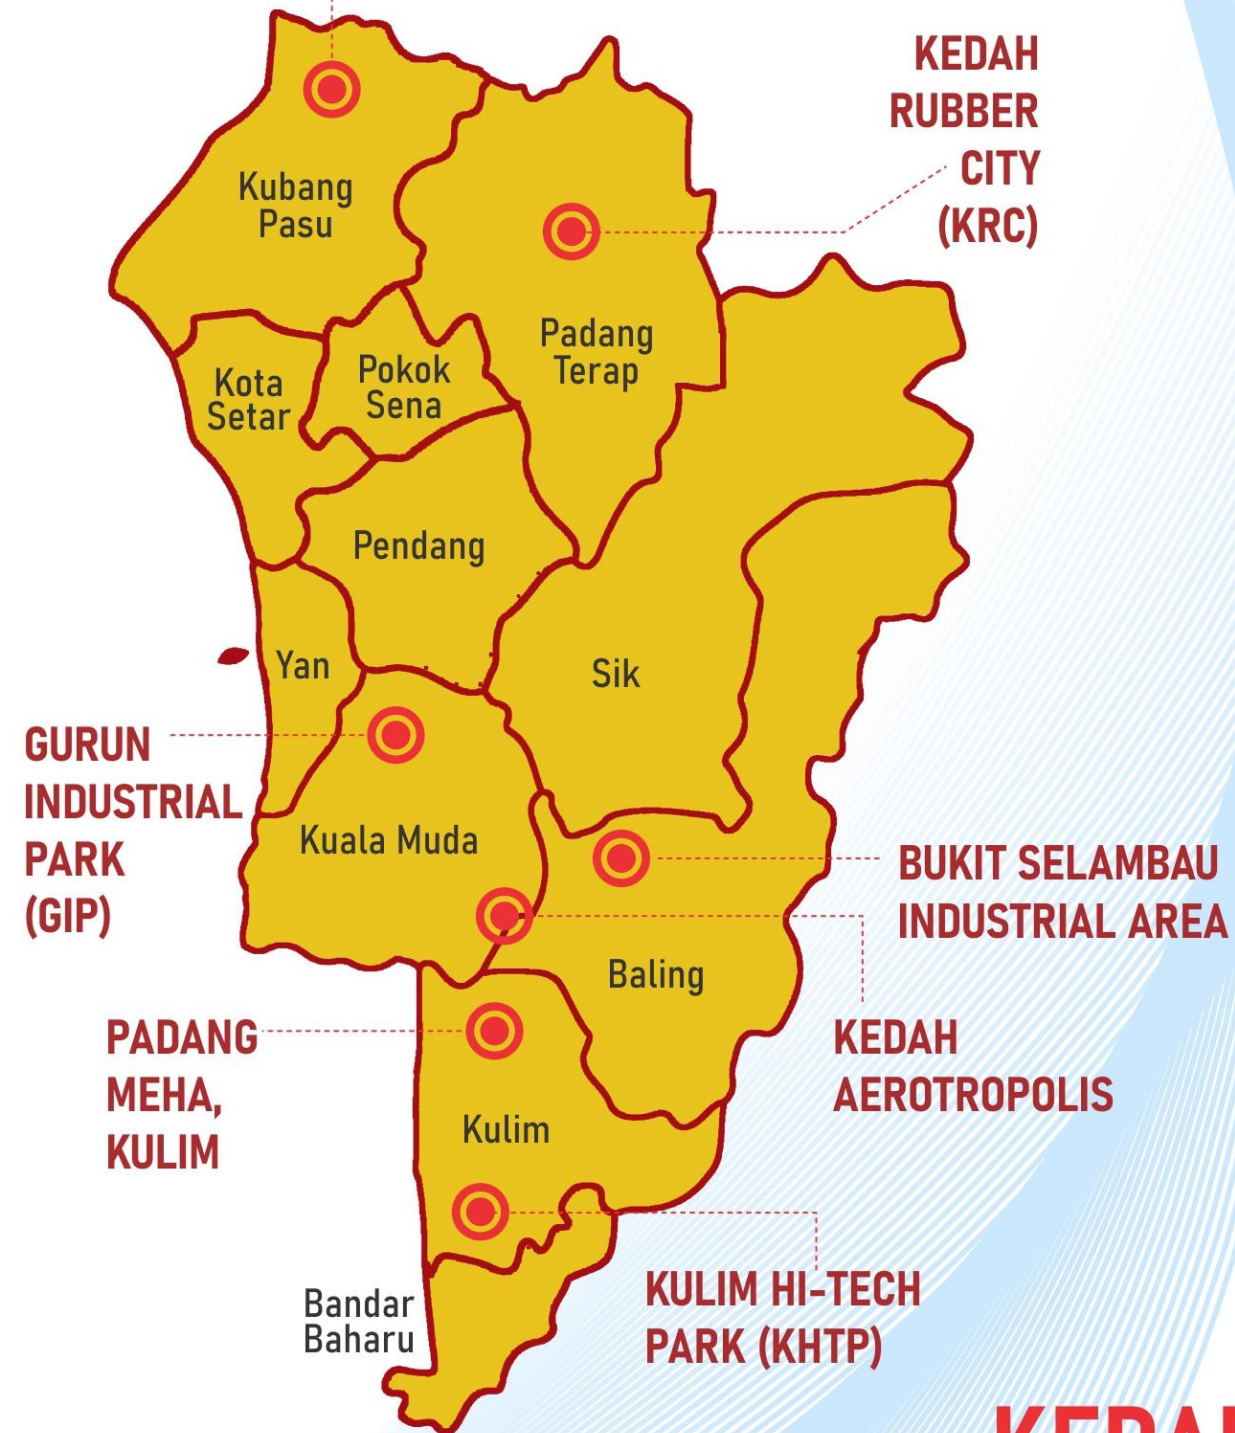 KEDAH
RUBBER
CITY
(KRC)
Kubang
Pasu
Padang
Terap
Kota
Setar
Pokok
Sena
Pendang
Yan
Sik
GURUN
INDUSTRIAL
PARK
(GIP)
Kuala Muda
BUKIT SELAMBAU
INDUSTRIAL AREA
Baling
PADANG
MEHA,
KULIM
KEDAH
AEROTROPOLIS
Kulim
Bandar
Baharu
KULIM HI-TECH
PARK (KHTP)